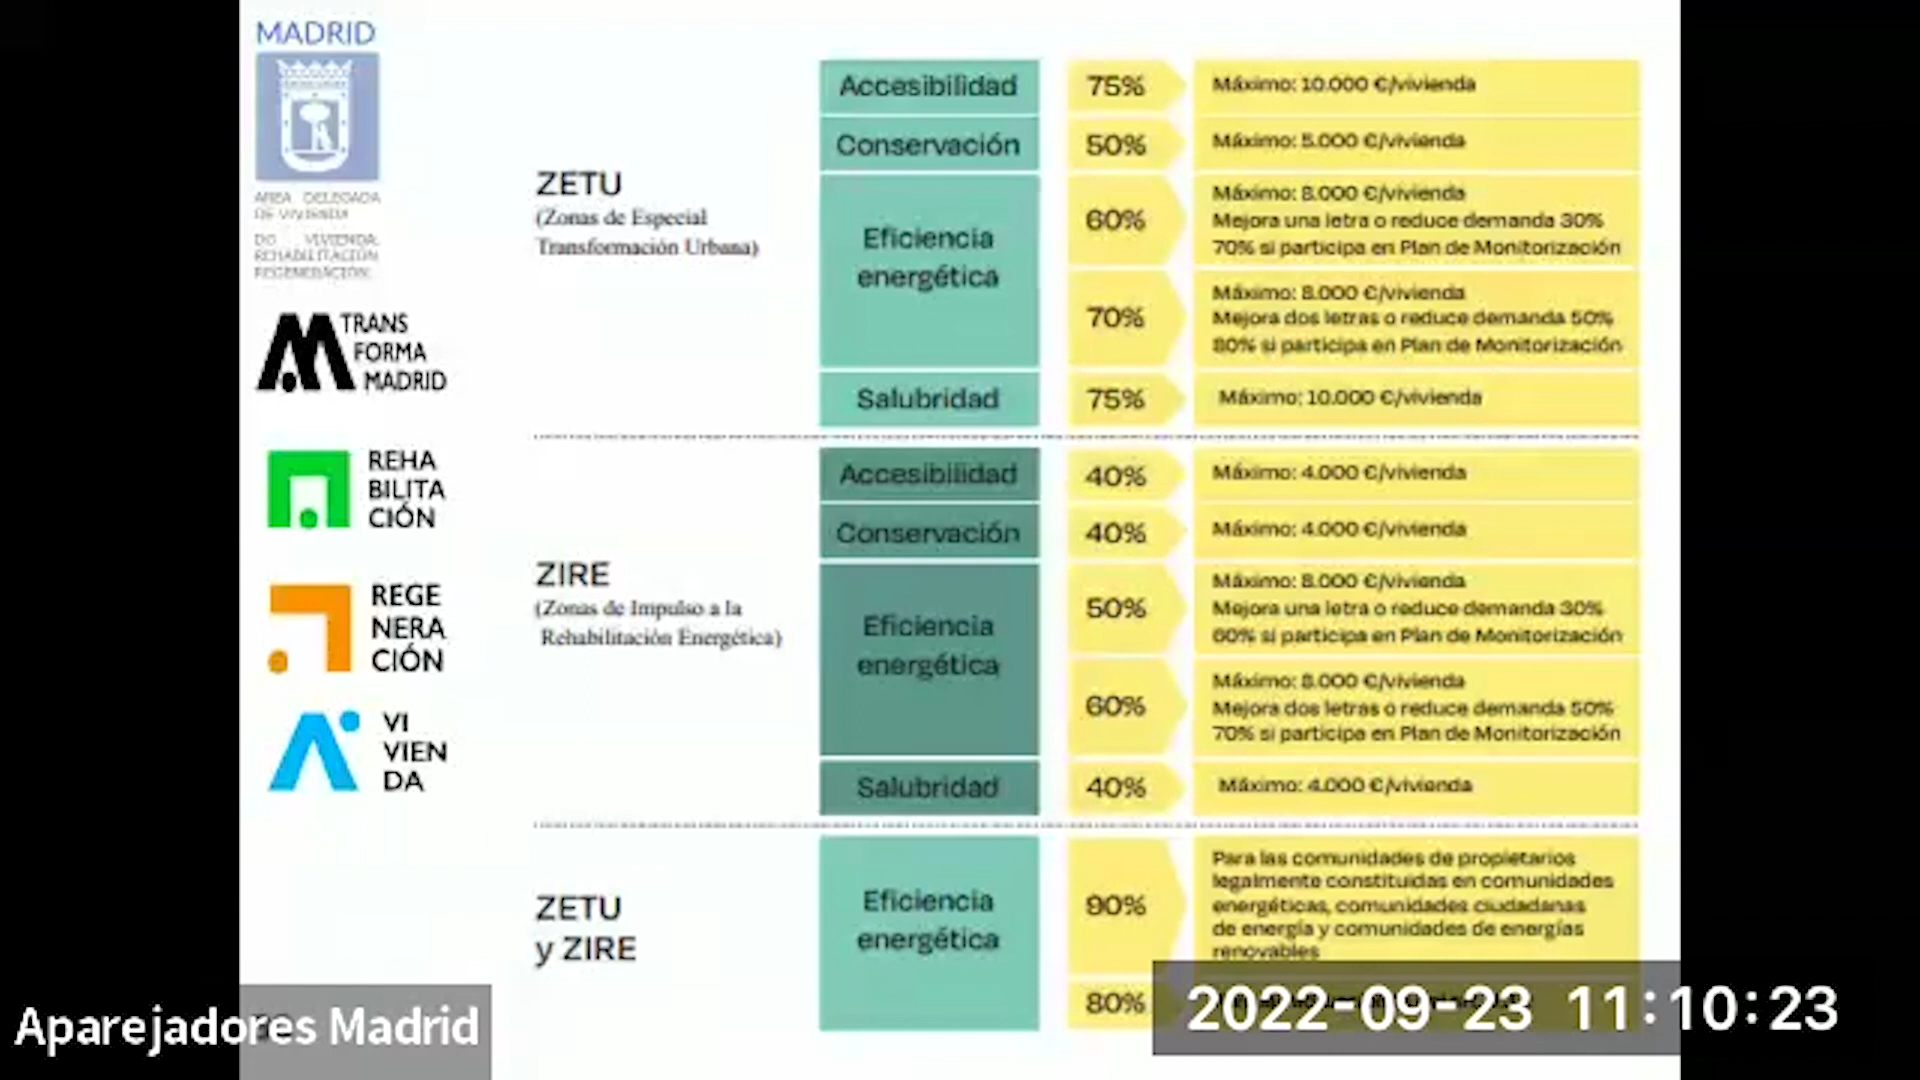 MADRID
ÁREA DELEGADA
DE VIVIENDA
DG VIVIENDA,
REHABILITACIÓN
REGENERACIÓN
TRANS
FORMA
MADRID
REHA
BILITA
CIÓN
REGE
NERA
CIÓN
VI
VIEN
DA
ZETU
(Zonas de Especial
Transformación Urbana)
Accesibilidad
75%
Máximo: 10.000 €/vivienda
Conservación
50%
Máximo: 5.000 €/vivienda
Eficiencia
energética
60%
Máximo: 8.000 €/vivienda
Mejora una letra o reduce demanda 30%
70% si participa en Plan de Monitorización
70%
Máximo: 8.000 €/vivienda
Mejora dos letras o reduce demanda 50%
80% si participa en Plan de Monitorización
Salubridad
75%
Máximo: 10.000 €/vivienda
ZIRE
(Zonas de Impulso a la
Rehabilitación Energética)
Accesibilidad
40%
Máximo: 4.000 €/vivienda
Conservación
40%
Máximo: 4.000 €/vivienda
Eficiencia
energética
50%
Máximo: 8.000 €/vivienda
Mejora una letra o reduce demanda 30%
60% si participa en Plan de Monitorización
60%
Máximo: 8.000 €/vivienda
Mejora dos letras o reduce demanda 50%
70% si participa en Plan de Monitorización
Salubridad
40%
Máximo: 4.000 €/vivienda
ZETU
y ZIRE
Eficiencia
energética
90%
Para las comunidades de propietarios
legalmente constituidas en comunidades
energéticas, comunidades ciudadanas
de energía y comunidades de energías
renovables
80%
Aparejadores Madrid
2022-09-23 11:10:23